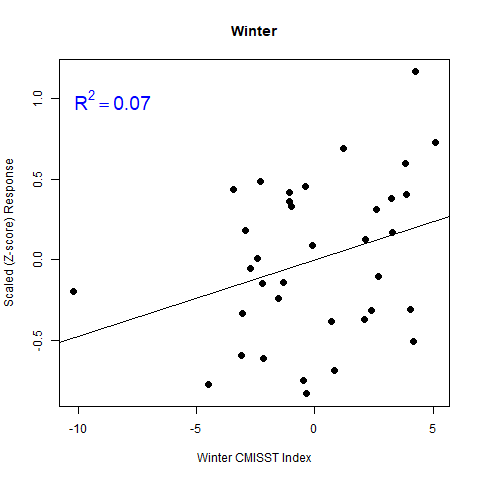 Winter
R² = 0.07
Scaled (Z-score) Response
1.0
0.5
0.0
-0.5
-10
-5
0
5
Winter CMISST Index